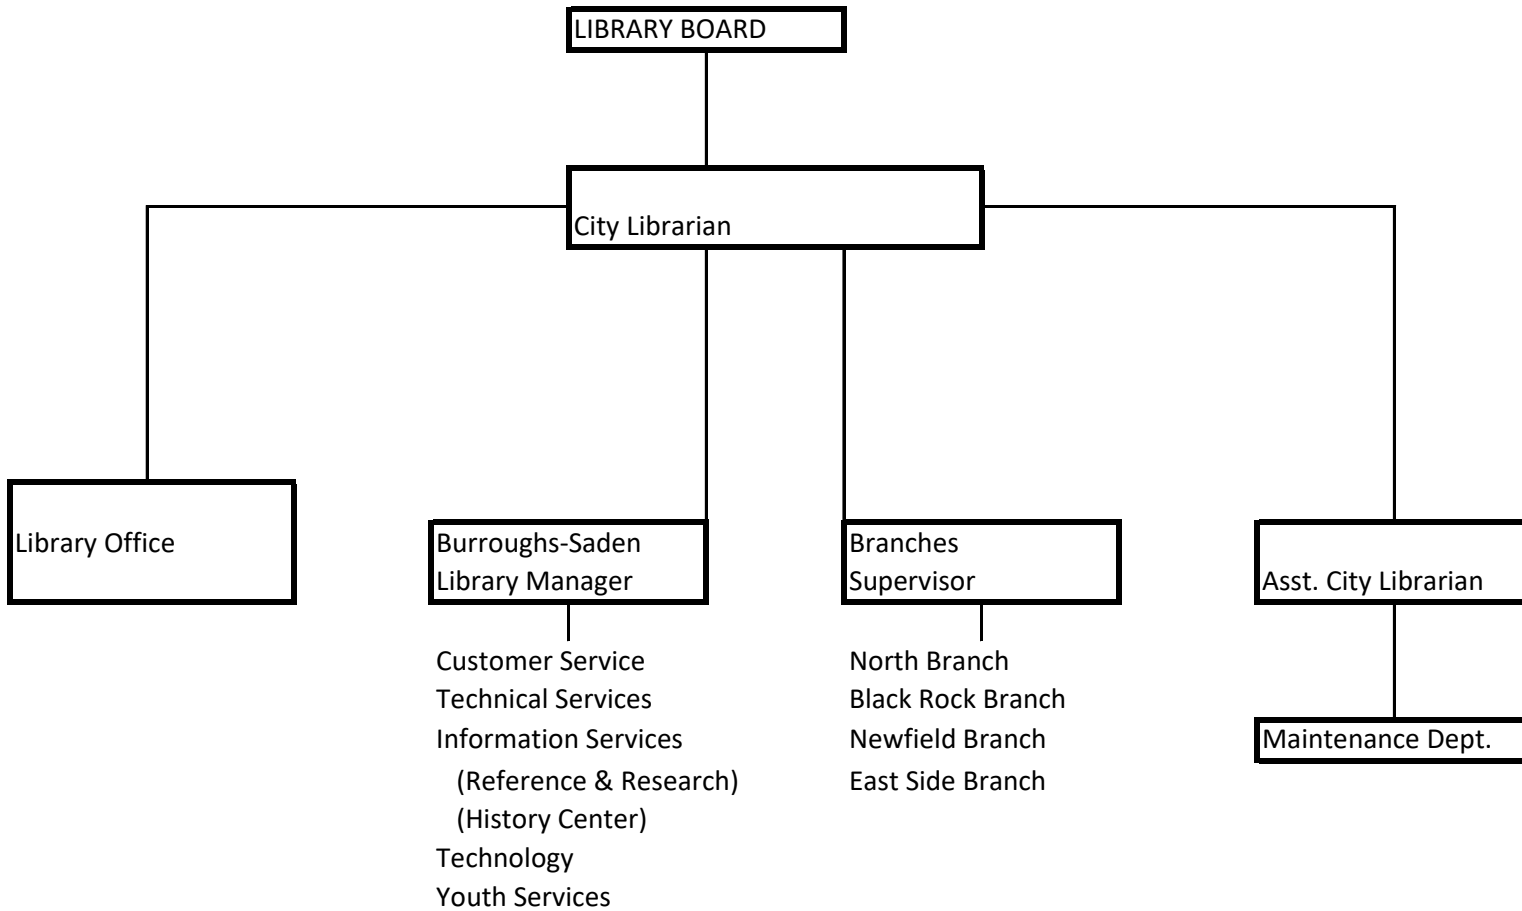 LIBRARY BOARD
City Librarian
Library Office
Burroughs-Saden
Library Manager
Branches
Supervisor
Asst. City Librarian
Customer Service
Technical Services
Information Services
(Reference & Research)
(History Center)
Technology
Youth Services
North Branch
Black Rock Branch
Newfield Branch
East Side Branch
Maintenance Dept.